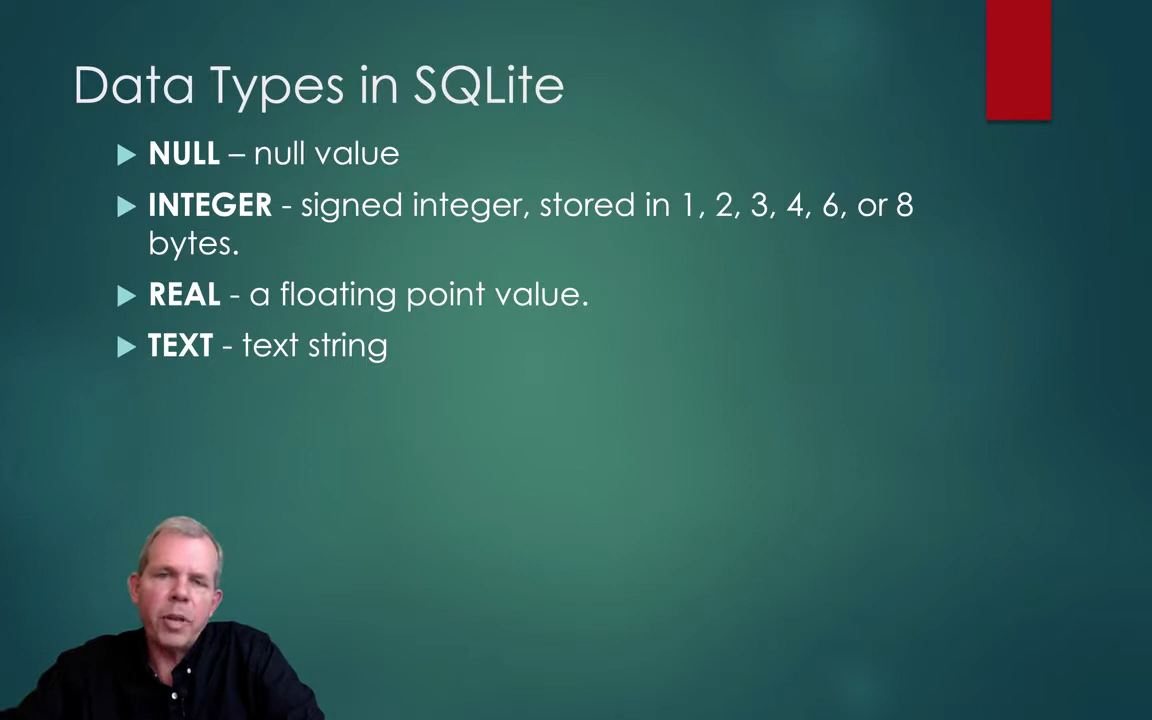 Data Types in SQLite
NULL – null value
INTEGER - signed integer, stored in 1, 2, 3, 4, 6, or 8
bytes.
REAL - a floating point value.
TEXT - text string